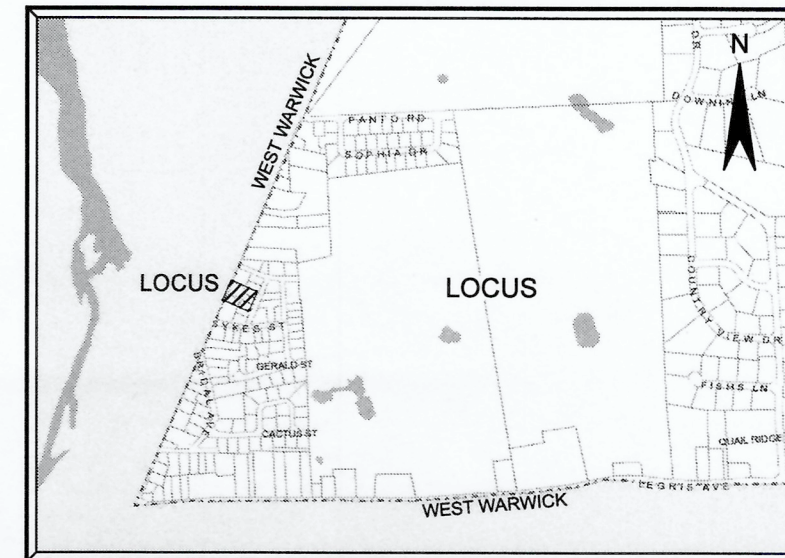 DR
N
DOWNING LN
WEST WARWICK
PANTO RD
SOPHIA DR
LOCUS
LOCUS
SYKES ST
COUNTRY VIEW DR
GERALD ST
FISHS LN
CACTUS ST
QUAIL RIDGE
LEGRIS AVE
WEST WARWICK